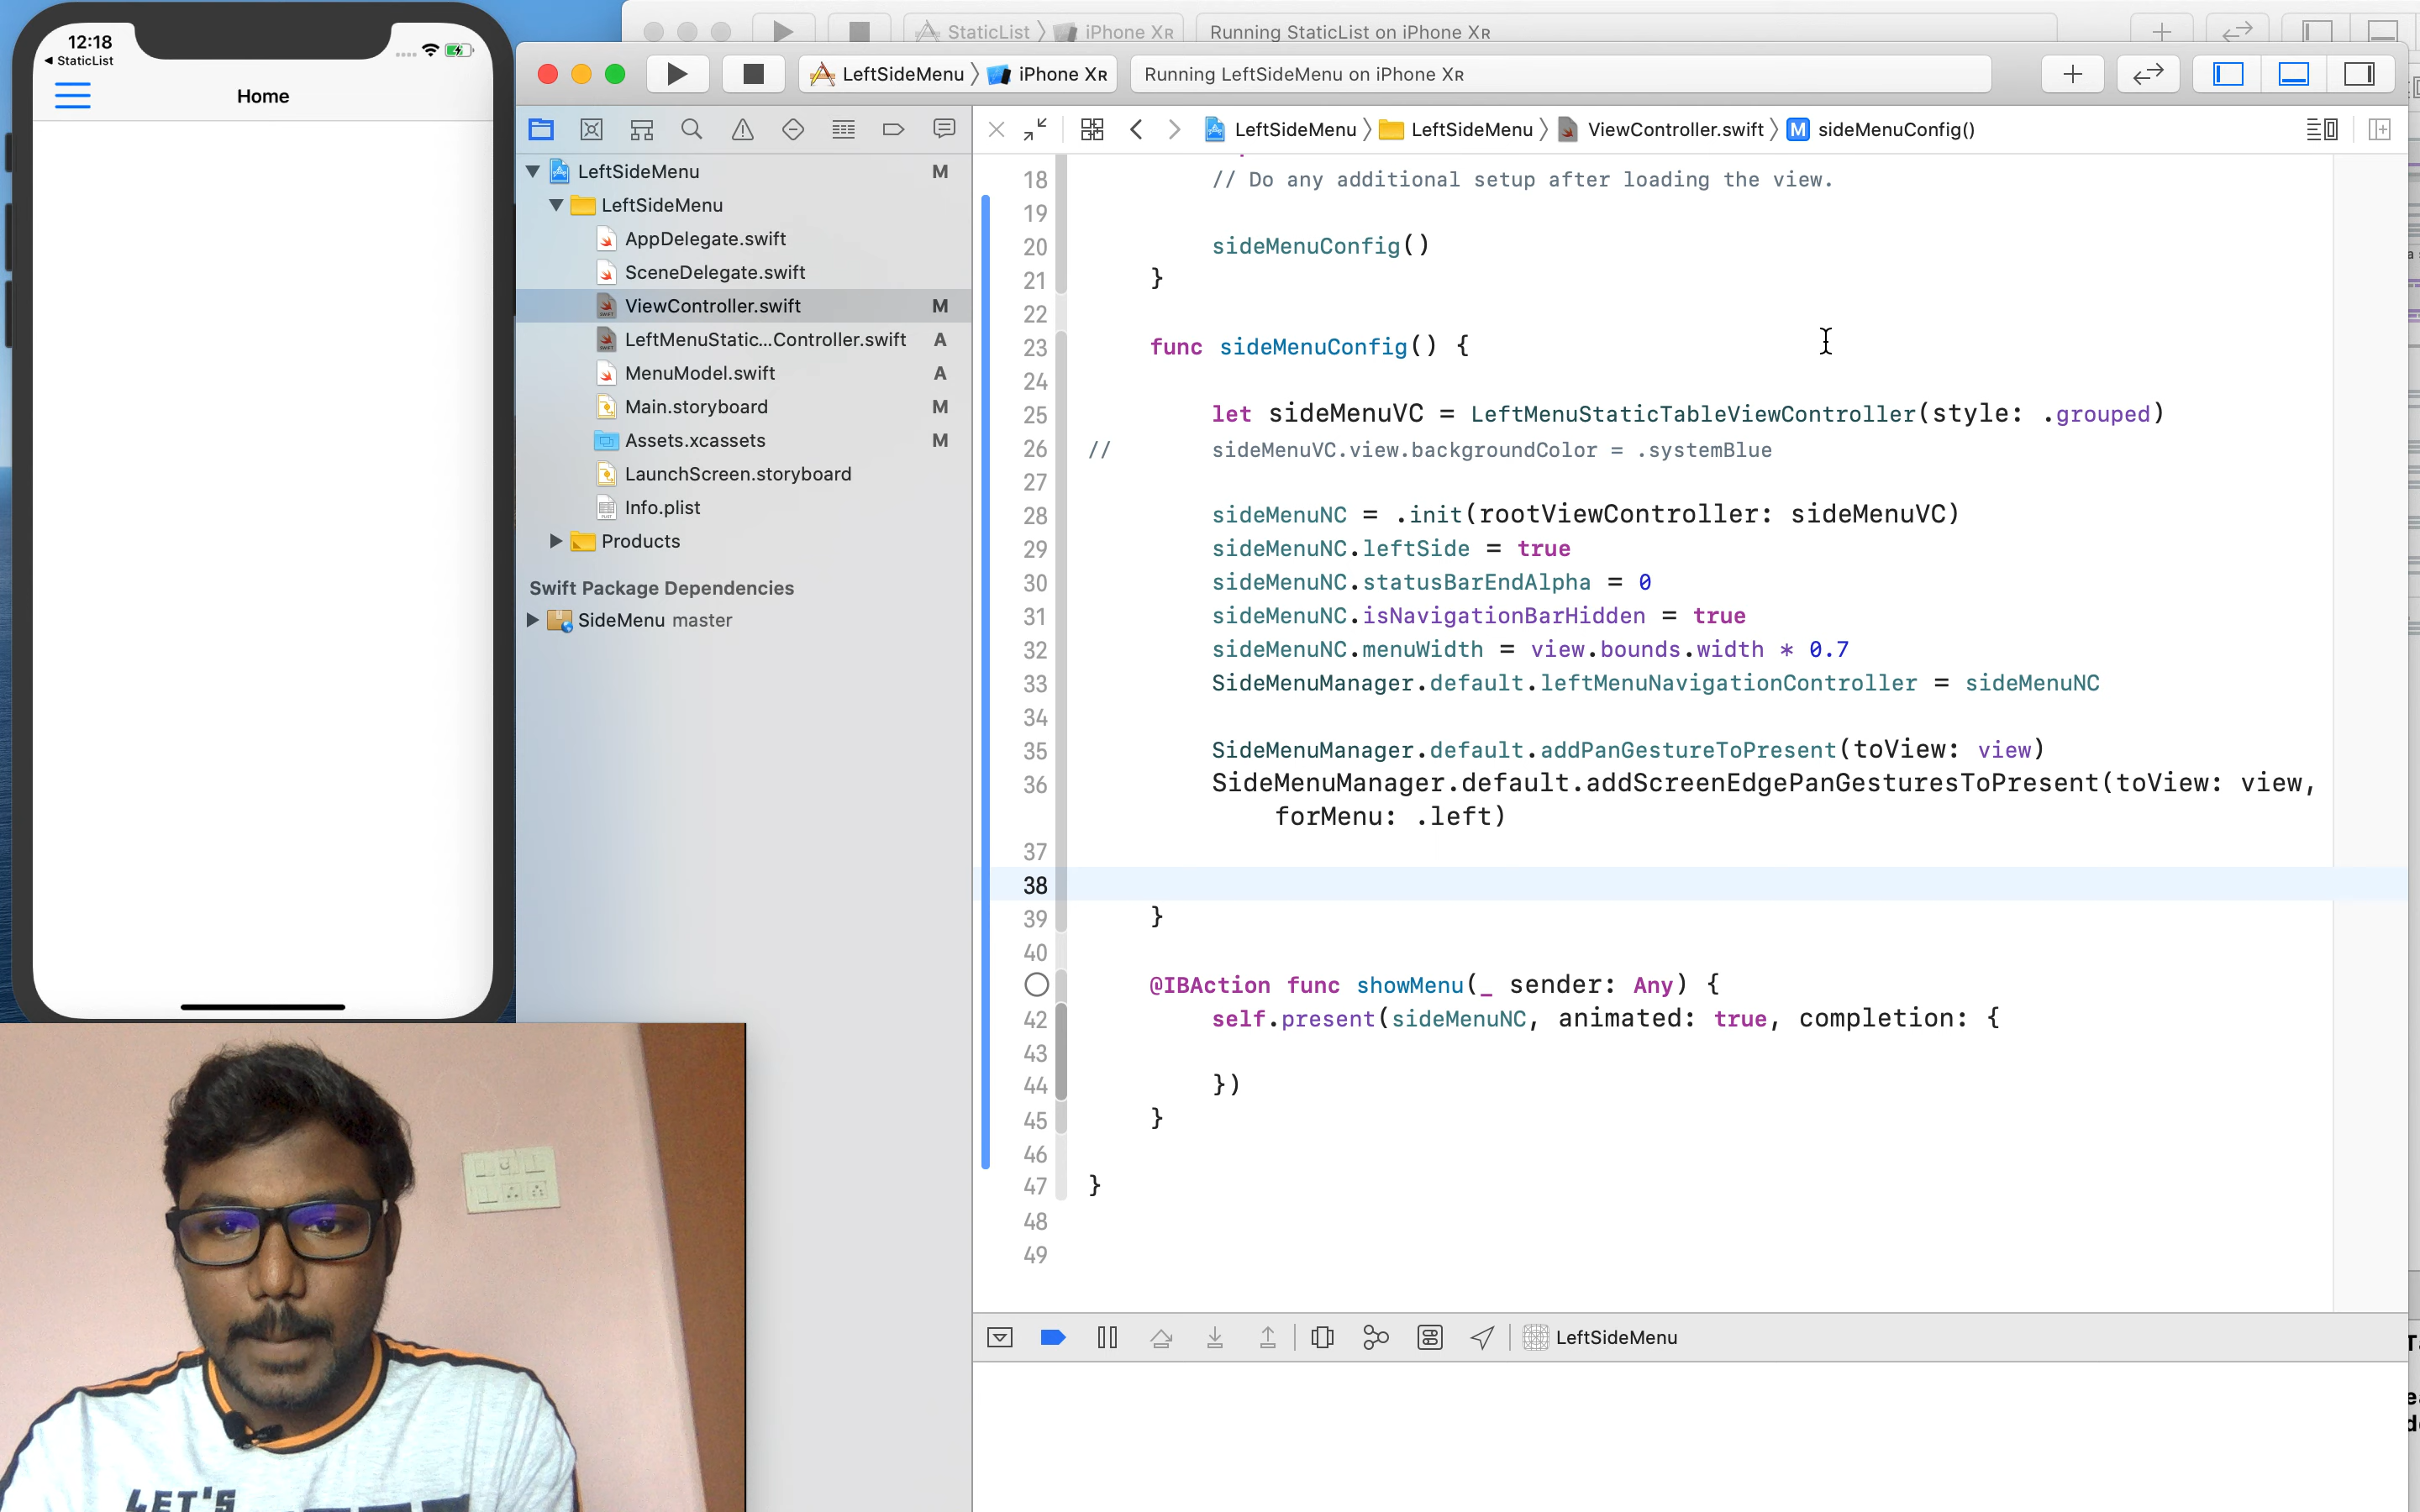 12:18
StaticList
Home
StaticList
iPhone XR
Running StaticList on iPhone XR
LeftSideMenu
iPhone XR
Running LeftSideMenu on iPhone XR
LeftSideMenu
LeftSideMenu
ViewController.swift
M
sideMenuConfig()
LeftSideMenu M
LeftSideMenu
AppDelegate.swift
SceneDelegate.swift
ViewController.swift M
LeftMenuStatic...Controller.swift A
MenuModel.swift A
Main.storyboard M
Assets.xcassets M
LaunchScreen.storyboard
Info.plist
Products
Swift Package Dependencies
SideMenu master
18 // Do any additional setup after loading the view.
19
20 sideMenuConfig()
21 }
22
23 func sideMenuConfig() {
24
25 let sideMenuVC = LeftMenuStaticTableViewController(style: .grouped)
26 // sideMenuVC.view.backgroundColor = .systemBlue
27
28 sideMenuNC = .init(rootViewController: sideMenuVC)
29 sideMenuNC.leftSide = true
30 sideMenuNC.statusBarEndAlpha = 0
31 sideMenuNC.isNavigationBarHidden = true
32 sideMenuNC.menuWidth = view.bounds.width * 0.7
33 SideMenuManager.default.leftMenuNavigationController = sideMenuNC
34
35 SideMenuManager.default.addPanGestureToPresent(toView: view)
36 SideMenuManager.default.addScreenEdgePanGesturesToPresent(toView: view,
forMenu: .left)
37
38
39 }
40
@IBAction func showMenu(_ sender: Any) {
42 self.present(sideMenuNC, animated: true, completion: {
43
44 })
45 }
46
47 }
48
49
LeftSideMenu
LET'S